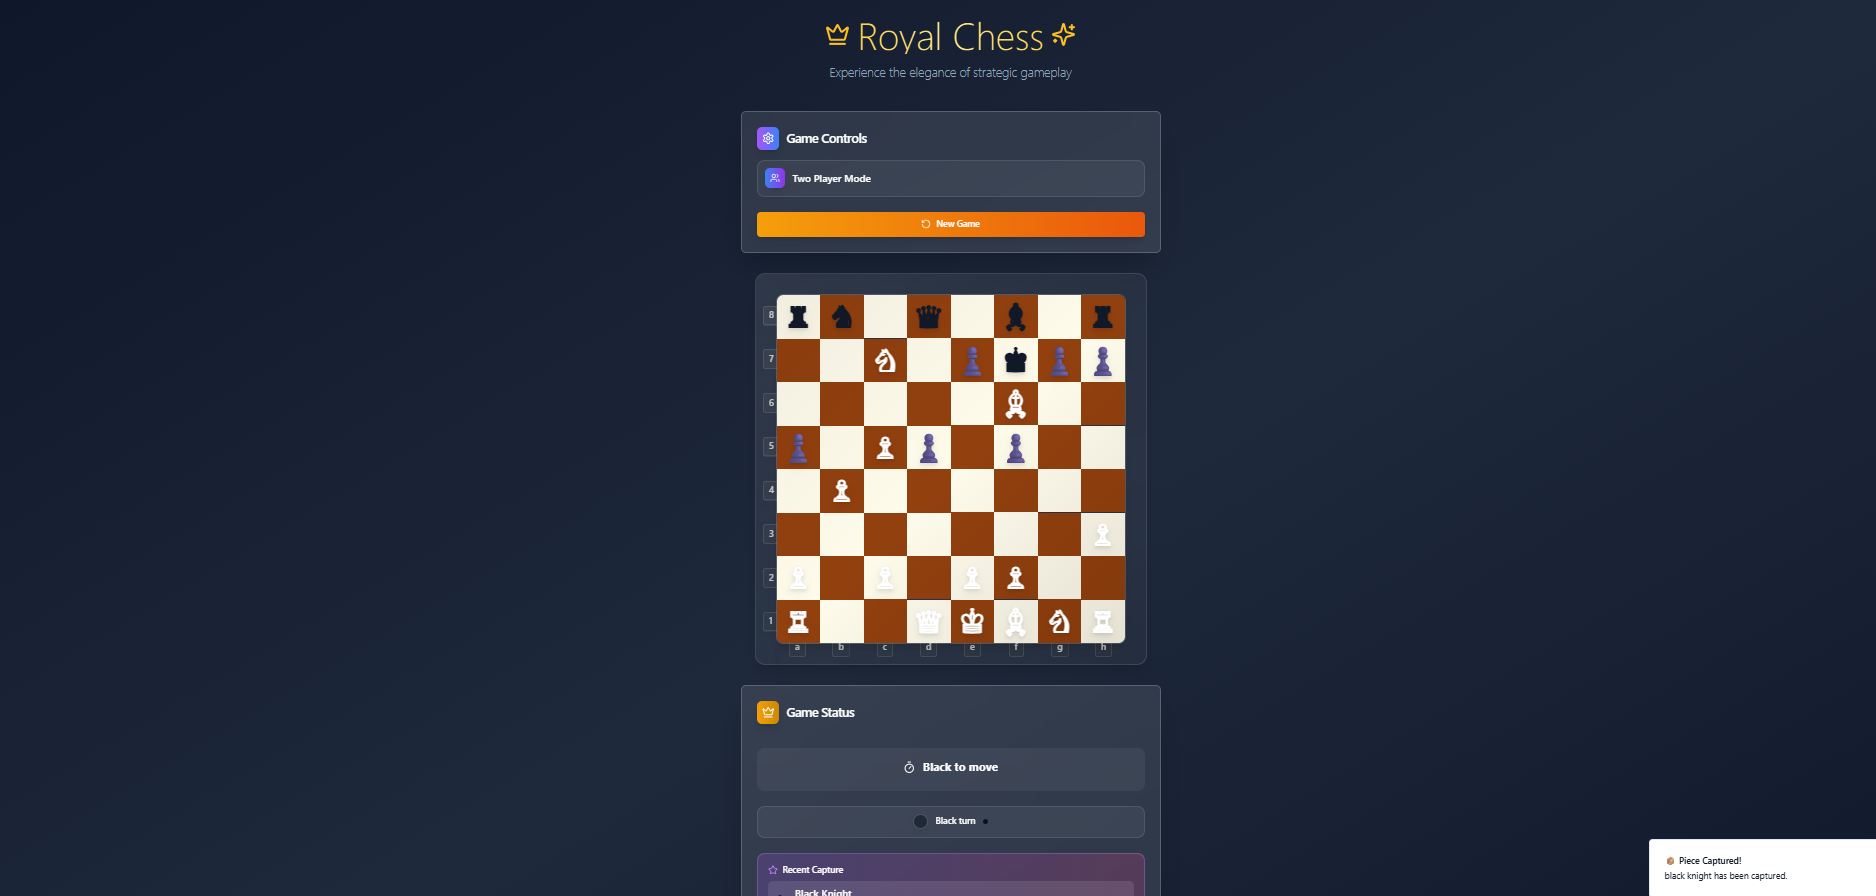 Royal Chess
Experience the elegance of strategic gameplay
Game Controls
Two Player Mode
New Game
8
7
6
5
4
3
2
1
a b c d e f g h
Game Status
Black to move
Black turn
Recent Capture
Black Knight
Piece Captured!
black knight has been captured.